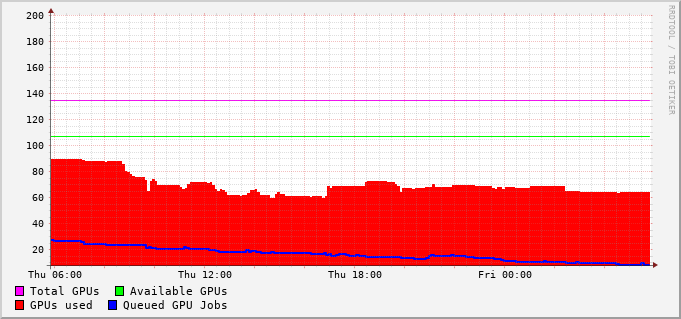 200
180
160
140
120
100
80
60
40
20
Thu 06:00 Thu 12:00 Thu 18:00 Fri 00:00
Total GPUs Available GPUs
GPUs used Queued GPU Jobs
RRDTOOL / TOBI OETIKER